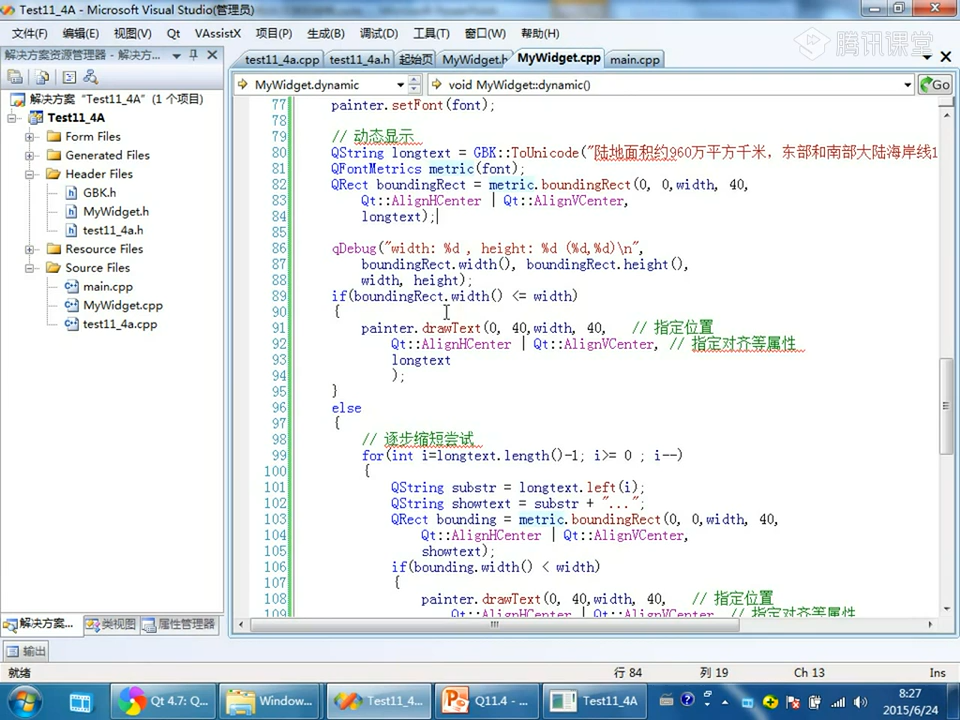 Test11_4A - Microsoft Visual Studio(管理员)
文件(F) 编辑(E) 视图(V) Qt VAssistX 项目(P) 生成(B) 调试(D) 工具(T) 窗口(W) 帮助(H)
腾讯课堂
解决方案资源管理器 - 解决方...
test11_4a.cpp test11_4a.h 起始页 MyWidget.h MyWidget.cpp main.cpp
MyWidget.dynamic void MyWidget::dynamic() Go
解决方案 "Test11_4A" (1 个项目)
Test11_4A
Form Files
Generated Files
Header Files
GBK.h
MyWidget.h
test11_4a.h
Resource Files
Source Files
main.cpp
MyWidget.cpp
test11_4a.cpp
77 painter.setFont(font);
78
79 // 动态显示
80 QString longtext = GBK::ToUnicode("陆地面积约960万平方千米，东部和南部大陆海岸线1
81 QFontMetrics metric(font);
82 QRect boundingRect = metric.boundingRect(0, 0,width, 40,
83 Qt::AlignHCenter | Qt::AlignVCenter,
84 longtext);
85
86 qDebug("width: %d , height: %d (%d,%d)\n",
87 boundingRect.width(), boundingRect.height(),
88 width, height);
89 if(boundingRect.width() <= width)
90 {
91 painter.drawText(0, 40,width, 40, // 指定位置
92 Qt::AlignHCenter | Qt::AlignVCenter, // 指定对齐等属性
93 longtext
94 );
95 }
96 else
97 {
98 // 逐步缩短尝试
99 for(int i=longtext.length()-1; i>= 0 ; i--)
100 {
101 QString substr = longtext.left(i);
102 QString showtext = substr + "...";
103 QRect bounding = metric.boundingRect(0, 0,width, 40,
104 Qt::AlignHCenter | Qt::AlignVCenter,
105 showtext);
106 if(bounding.width() < width)
107 {
108 painter.drawText(0, 40,width, 40, // 指定位置
109 Qt::AlignHCenter | Qt::AlignVCenter, // 指定对齐等属性
解决方案... 类视图 属性管理器
输出
就绪 行 84 列 19 Ch 13 Ins
Qt 4.7: Q... Window... Test11_4... Q11.4 - ... Test11_4A
8:27
2015/6/24